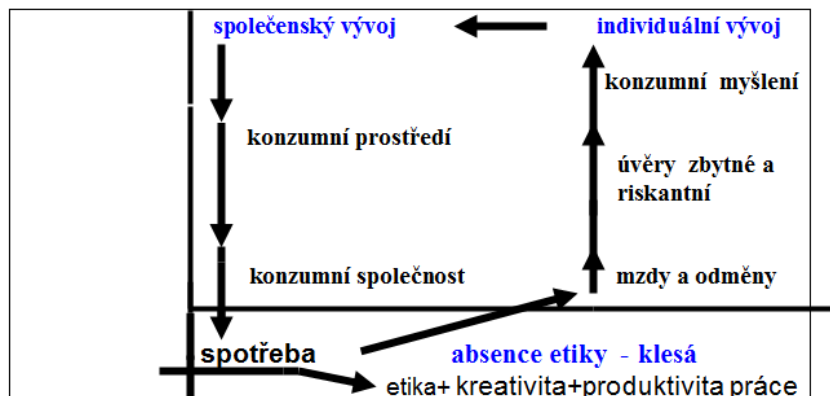 společenský vývoj
individuální vývoj
konzumní myšlení
konzumní prostředí
úvěry zbytné a
riskantní
konzumní společnost
mzdy a odměny
spotřeba
absence etiky - klesá
etika+ kreativita+produktivita práce